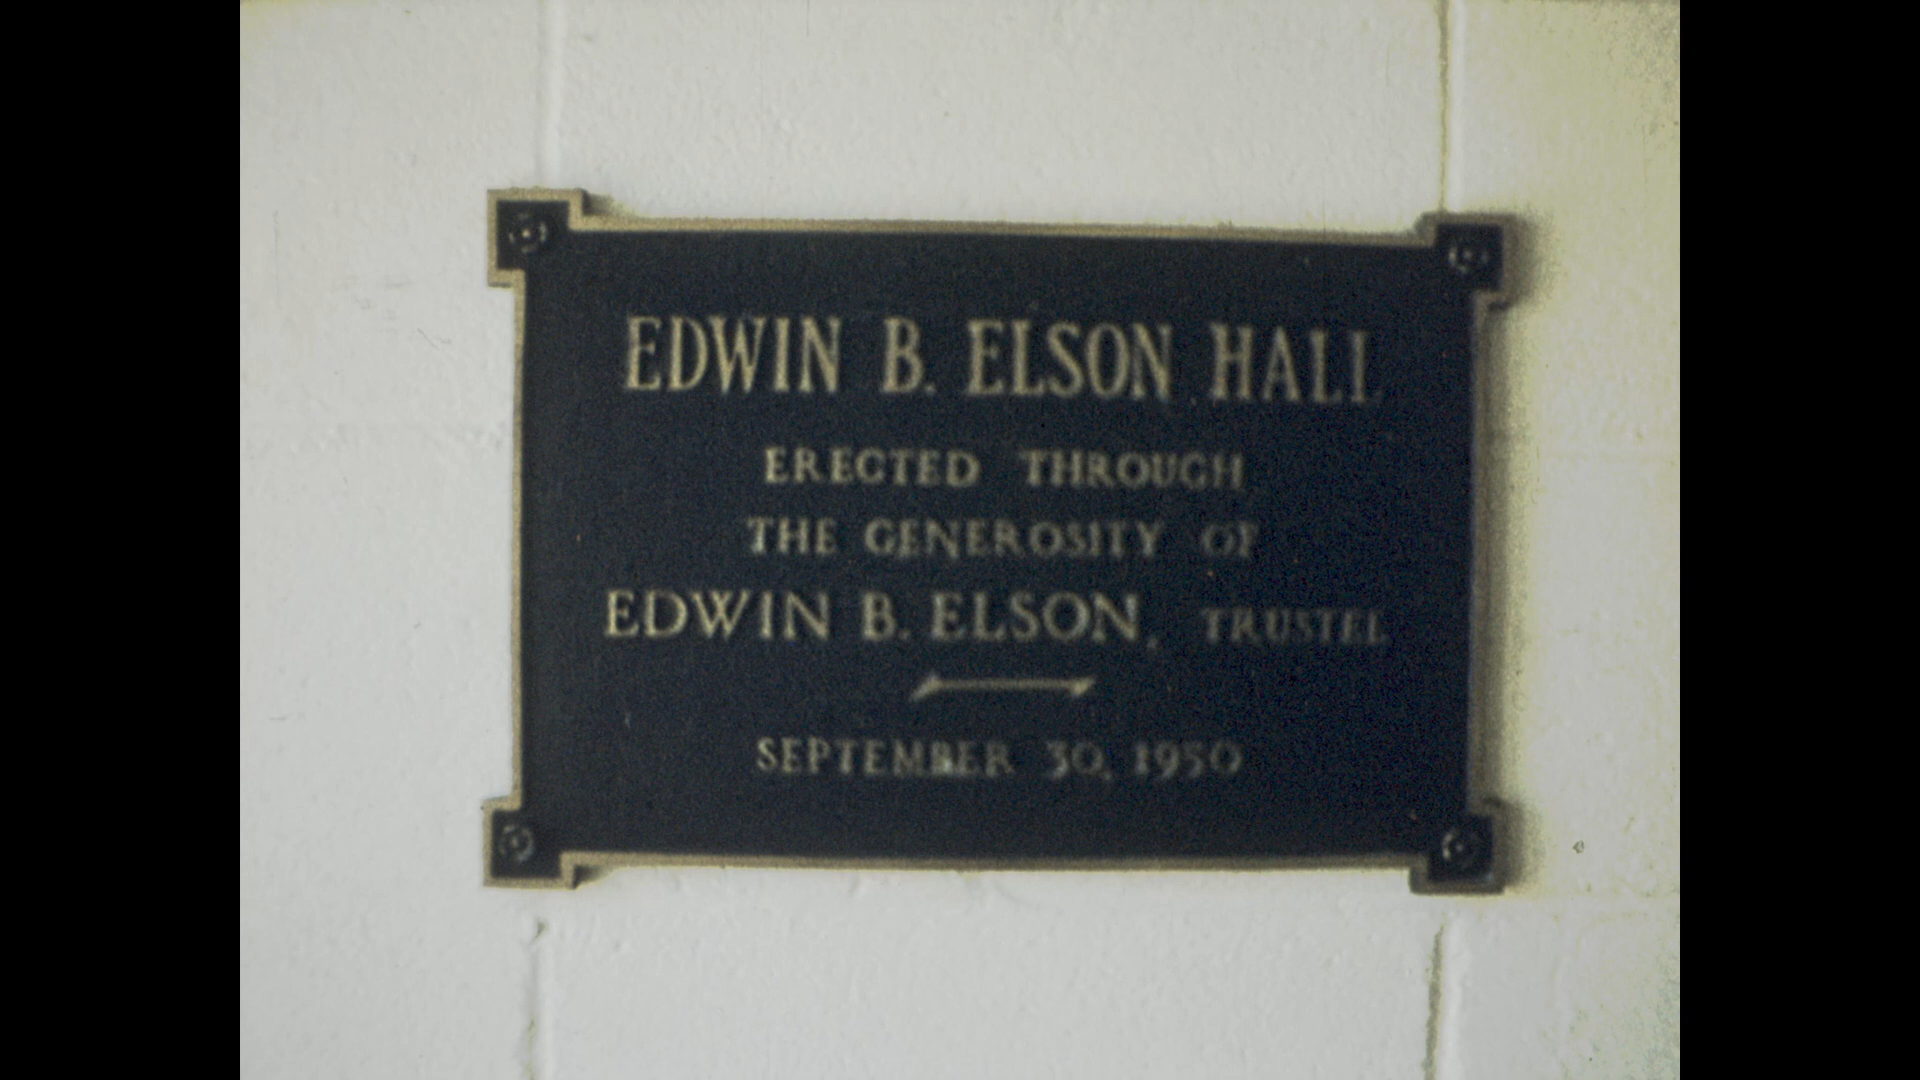 EDWIN B. ELSON HALL
ERECTED THROUGH
THE GENEROSITY OF
EDWIN B. ELSON, TRUSTEE
SEPTEMBER 30, 1950